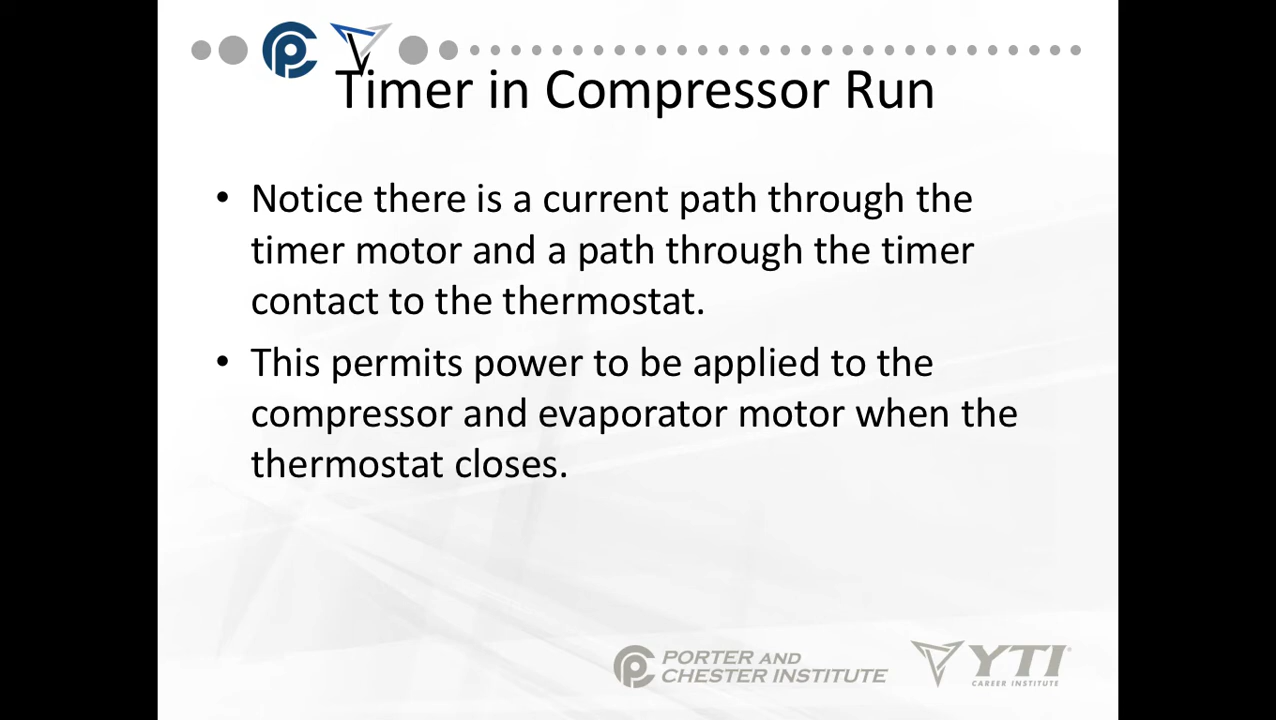 Timer in Compressor Run
• Notice there is a current path through the
timer motor and a path through the timer
contact to the thermostat.
• This permits power to be applied to the
compressor and evaporator motor when the
thermostat closes.
PORTER AND
CHESTER INSTITUTE
YTI®
CAREER INSTITUTE